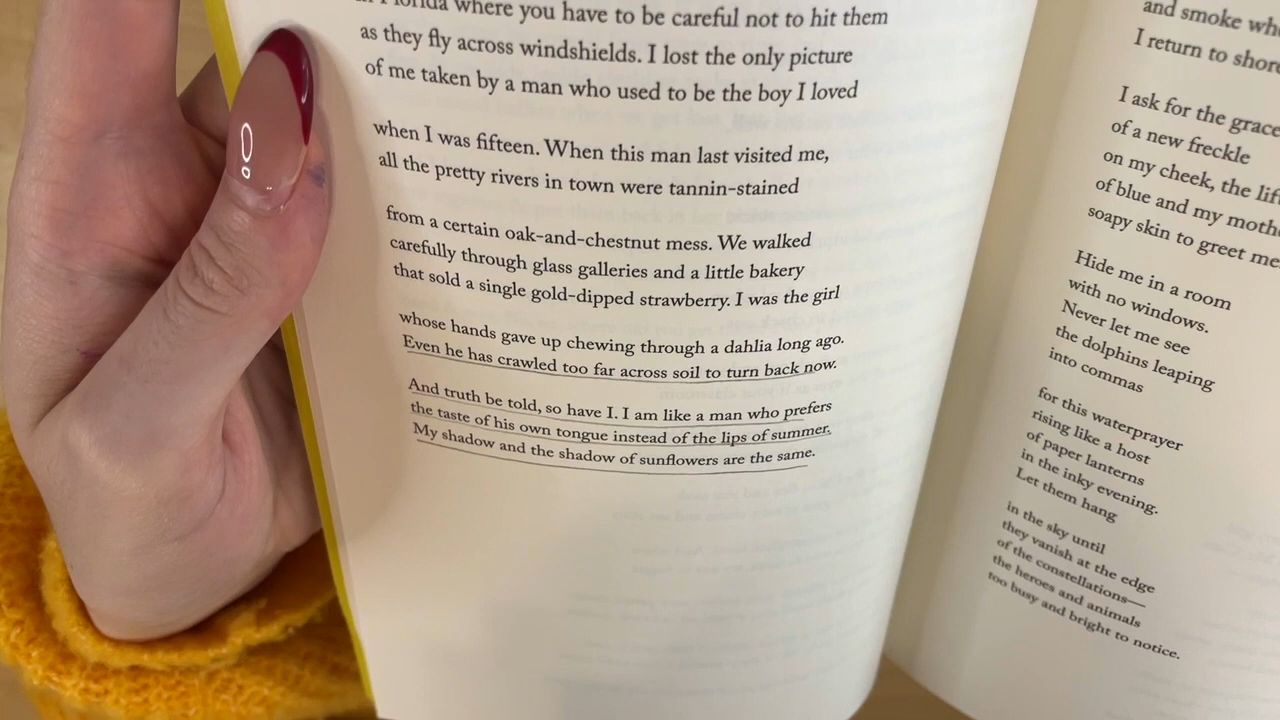 in Florida where you have to be careful not to hit them
as they fly across windshields. I lost the only picture
of me taken by a man who used to be the boy I loved
when I was fifteen. When this man last visited me,
all the pretty rivers in town were tannin-stained
from a certain oak-and-chestnut mess. We walked
carefully through glass galleries and a little bakery
that sold a single gold-dipped strawberry. I was the girl
whose hands gave up chewing through a dahlia long ago.
Even he has crawled too far across soil to turn back now.
And truth be told, so have I. I am like a man who prefers
the taste of his own tongue instead of the lips of summer.
My shadow and the shadow of sunflowers are the same.
and smoke
I return to shore
I ask for the grace
of a new freckle
on my cheek, the
of blue and my
soapy skin to greet
Hide me in a room
with no windows.
Never let me see
the dolphins leaping
into commas
for this waterprayer
rising like a host
of paper lanterns
in the inky evening.
Let them hang
in the sky until
they vanish at the edge
of the constellations—
the heroes and animals
too busy and bright to notice.